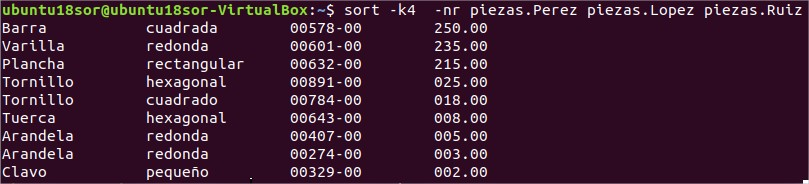 ubuntu18sor@ubuntu18sor-VirtualBox:~$ sort -k4  -nr piezas.Perez piezas.Lopez piezas.Ruiz
Barra cuadrada 00578-00 250.00
Varilla redonda 00601-00 235.00
Plancha rectangular 00632-00 215.00
Tornillo hexagonal 00891-00 025.00
Tornillo cuadrado 00784-00 018.00
Tuerca hexagonal 00643-00 008.00
Arandela redonda 00407-00 005.00
Arandela redonda 00274-00 003.00
Clavo pequeño 00329-00 002.00